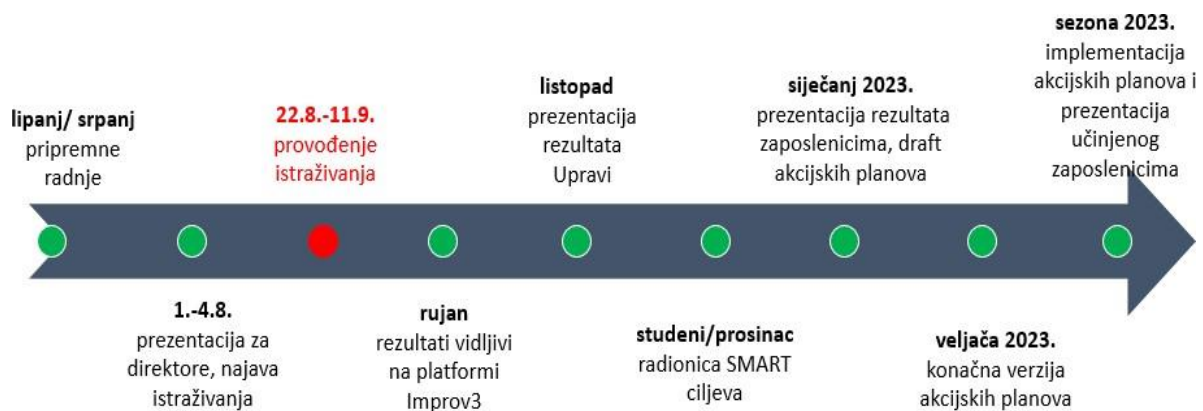 lipanj/ srpanj
pripremne
radnje
1.-4.8.
prezentacija za
direktore, najava
istraživanja
22.8.-11.9.
provođenje
istraživanja
rujan
rezultati vidljivi
na platformi
Improv3
listopad
prezentacija
rezultata
Upravi
studeni/prosinac
radionica SMART
ciljeva
siječanj 2023.
prezentacija rezultata
zaposlenicima, draft
akcijskih planova
veljača 2023.
konačna verzija
akcijskih planova
sezona 2023.
implementacija
akcijskih planova i
prezentacija
učinjenog
zaposlenicima